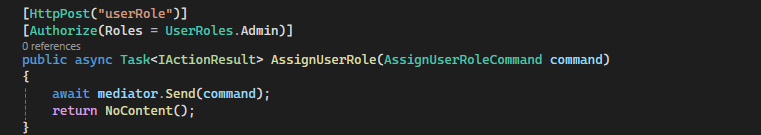 [HttpPost("userRole")]
[Authorize(Roles = UserRoles.Admin)]
0 references
public async Task<IActionResult> AssignUserRole(AssignUserRoleCommand command)
{
    await mediator.Send(command);
    return NoContent();
}